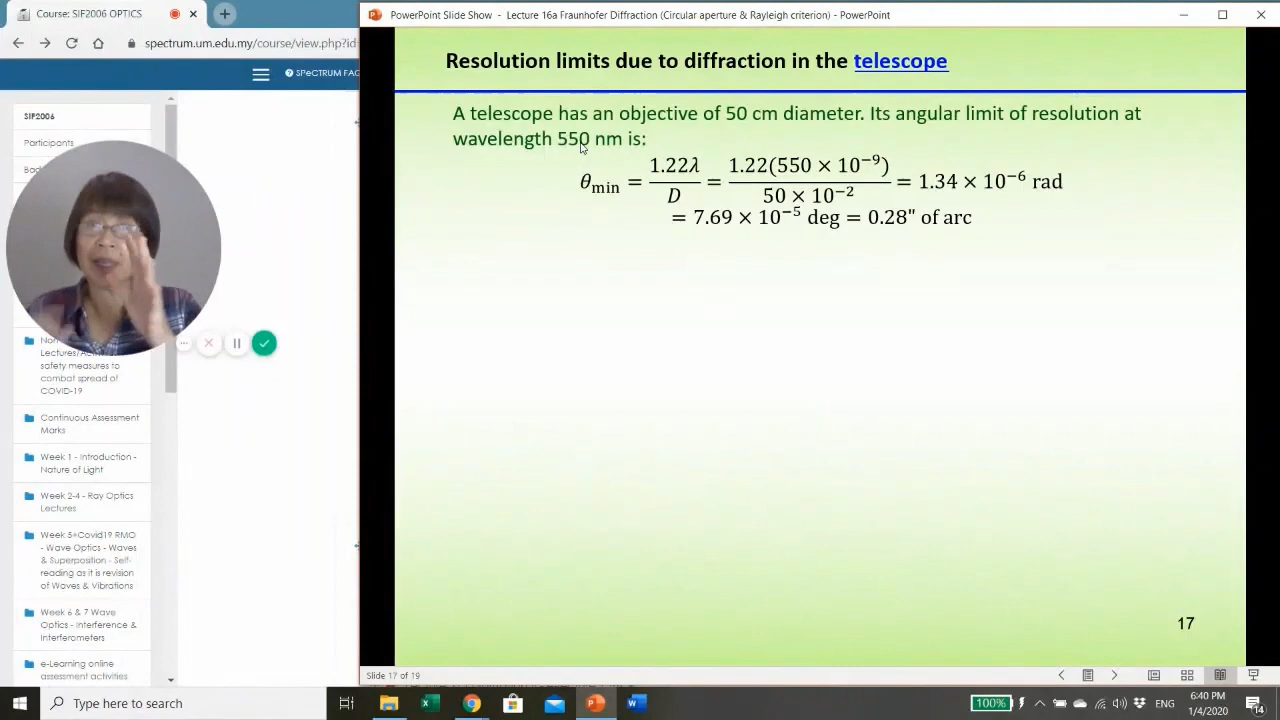 Course: SIF2006 OPTICS
spectrum.um.edu.my/course/view.php?id=
SPeCTRUM FAQ
SIF2006
Participants
Lectures/
safety measures to
combat spread of
COVID-19
Continuous Assessment
Marks
Week 1 - Introduction -
Nature of Light
Week 2-4 - Ray Optics
Lectures
Week 5+Covid19 RMO
- Wave Optics - Waves
& Superposition - Self-
reading as it is revision
of Waves & Vibrations
Week 6 & 7 Wave
Optics - Interference &
Interferometers
e-Learning online
assessment activities
PowerPoint Slide Show - Lecture 16a Fraunhofer Diffraction (Circular aperture & Rayleigh criterion) - PowerPoint
Resolution limits due to diffraction in the telescope
A telescope has an objective of 50 cm diameter. Its angular limit of resolution at
wavelength 550 nm is:
θmin = 1.22λ/D = 1.22(550 × 10⁻⁹)/50 × 10⁻² = 1.34 × 10⁻⁶ rad
= 7.69 × 10⁻⁵ deg = 0.28" of arc
17
Slide 17 of 19
Type here to search
100%
ENG
6:40 PM
1/4/2020
14